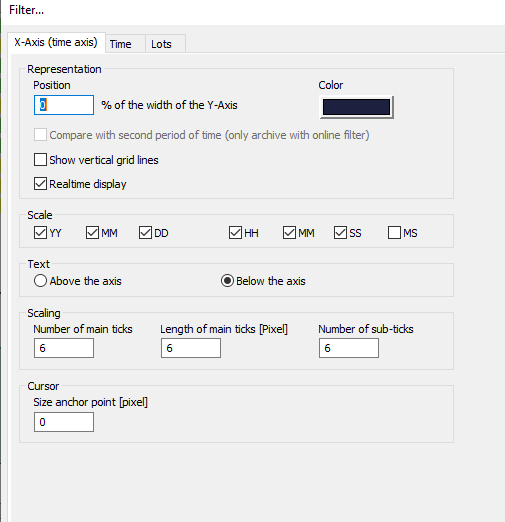 Filter...
X-Axis (time axis) Time Lots
Representation
Position Color
0 % of the width of the Y-Axis
Compare with second period of time (only archive with online filter)
Show vertical grid lines
Realtime display
Scale
YY MM DD HH MM SS MS
Text
Above the axis Below the axis
Scaling
Number of main ticks Length of main ticks [Pixel] Number of sub-ticks
6 6 6
Cursor
Size anchor point [pixel]
0